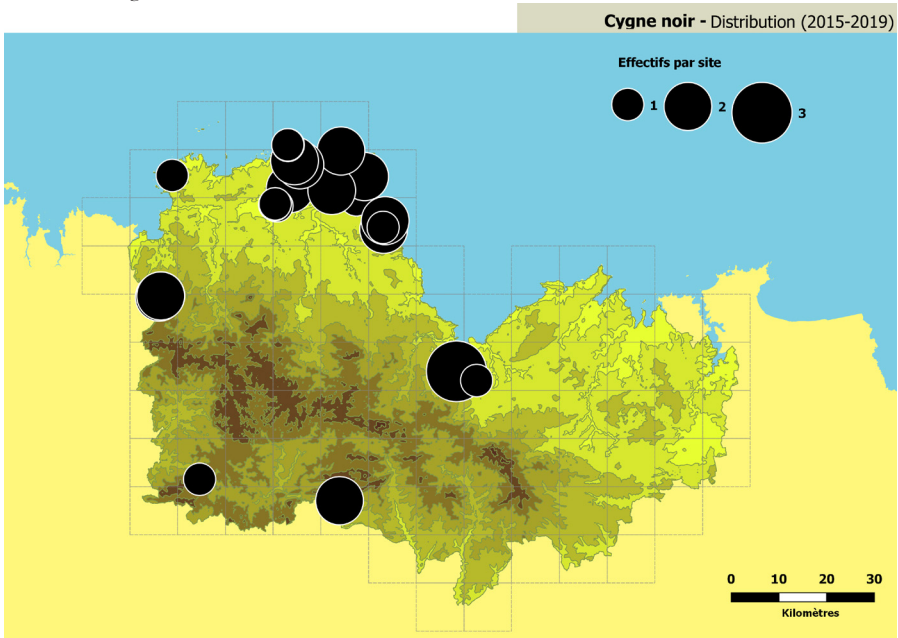 Cygne noir - Distribution (2015-2019)
Effectifs par site
1 2 3
0 10 20 30
Kilomètres